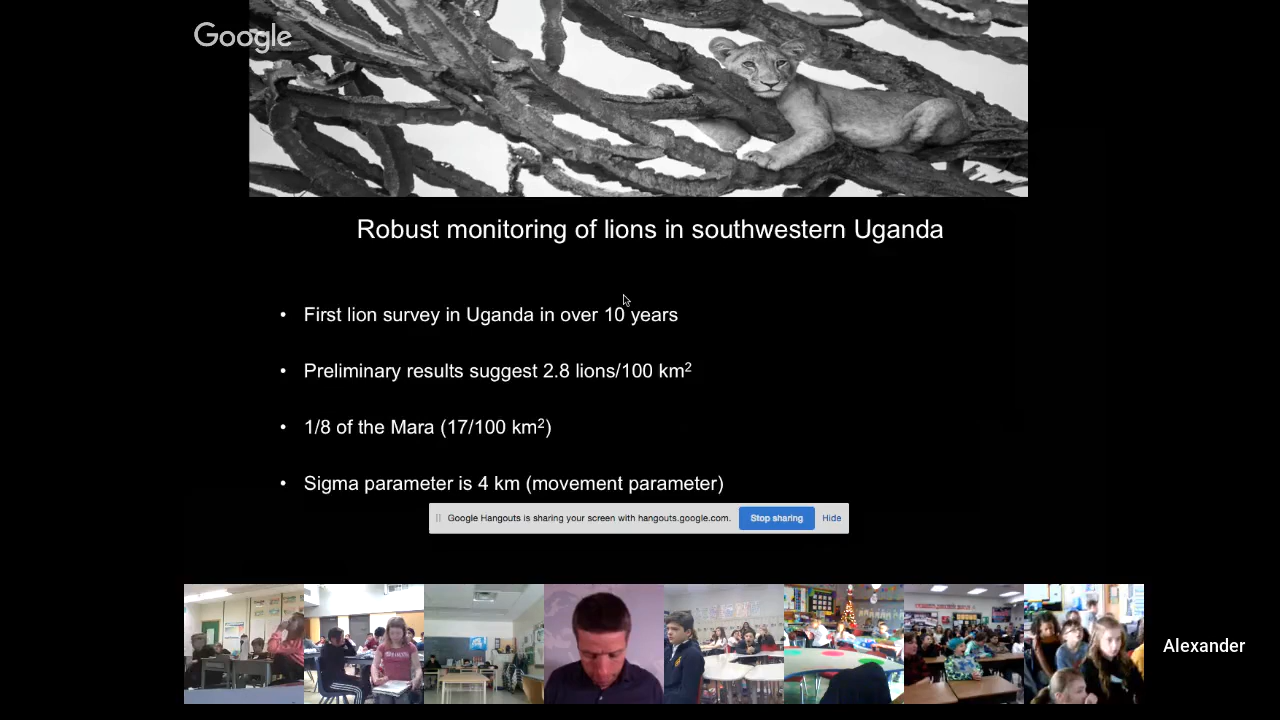 Google
Robust monitoring of lions in southwestern Uganda
• First lion survey in Uganda in over 10 years
• Preliminary results suggest 2.8 lions/100 km²
• 1/8 of the Mara (17/100 km²)
• Sigma parameter is 4 km (movement parameter)
Google Hangouts is sharing your screen with hangouts.google.com. Stop sharing Hide
Alexander